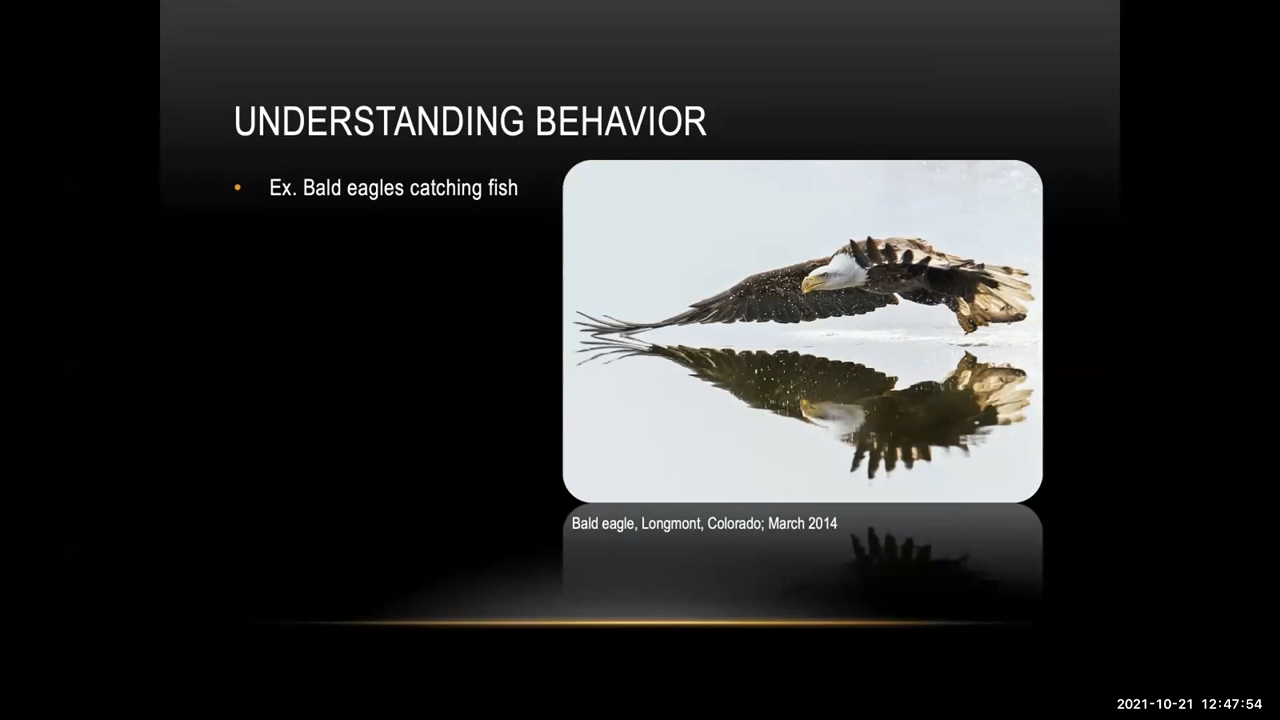 UNDERSTANDING BEHAVIOR
• Ex. Bald eagles catching fish
Bald eagle, Longmont, Colorado; March 2014
2021-10-21 12:47:54